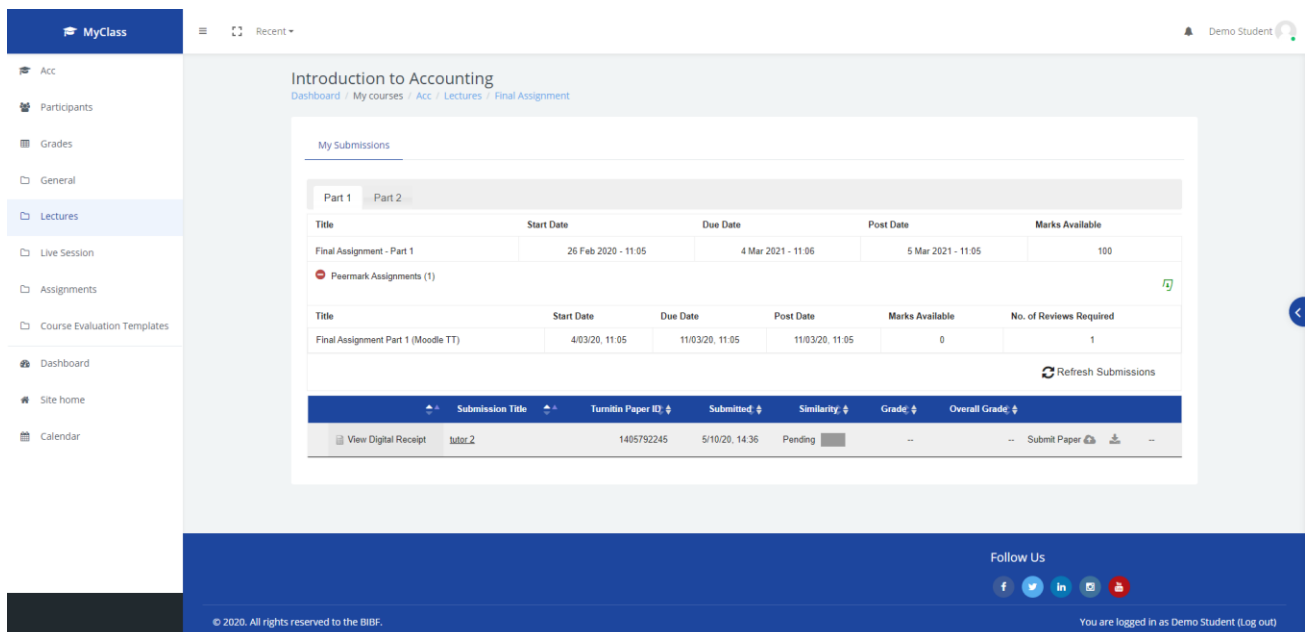 MyClass
Recent
Demo Student
Acc
Participants
Grades
General
Lectures
Live Session
Assignments
Course Evaluation Templates
Dashboard
Site home
Calendar
Introduction to Accounting
Dashboard / My courses / Acc / Lectures / Final Assignment
My Submissions
Part 1 Part 2
Title Start Date Due Date Post Date Marks Available
Final Assignment - Part 1 26 Feb 2020 - 11:05 4 Mar 2021 - 11:06 5 Mar 2021 - 11:05 100
Peermark Assignments (1)
Title Start Date Due Date Post Date Marks Available No. of Reviews Required
Final Assignment Part 1 (Moodle TT) 4/03/20, 11:05 11/03/20, 11:05 11/03/20, 11:05 0 1
Refresh Submissions
Submission Title Turnitin Paper ID Submitted Similarity Grade Overall Grade
View Digital Receipt tutor 2 1405792245 5/10/20, 14:36 Pending -- -- Submit Paper --
Follow Us
© 2020. All rights reserved to the BIBF.
You are logged in as Demo Student (Log out)